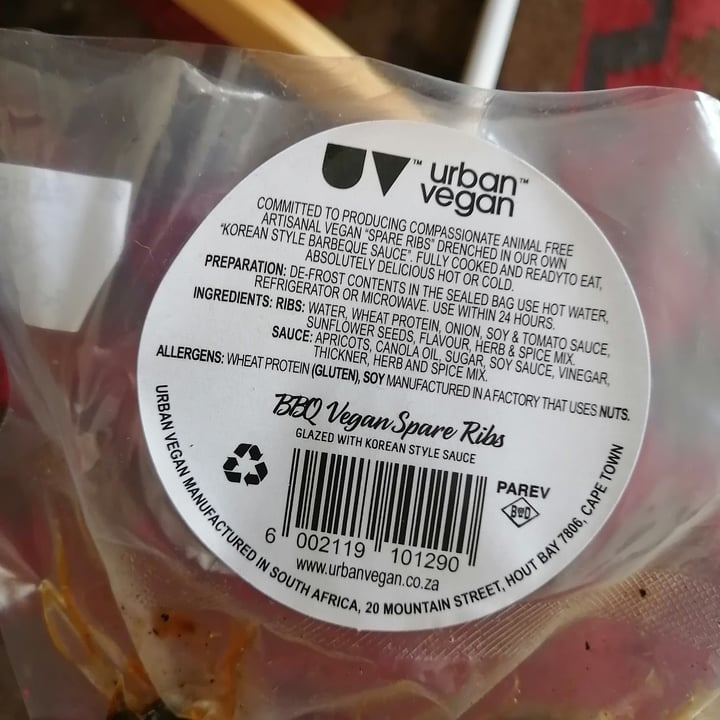 UV™ urban™
vegan
COMMITTED TO PRODUCING COMPASSIONATE ANIMAL FREE
ARTISANAL VEGAN "SPARE RIBS" DRENCHED IN OUR OWN
"KOREAN STYLE BARBEQUE SAUCE". FULLY COOKED AND READYTO EAT,
ABSOLUTELY DELICIOUS HOT OR COLD.
PREPARATION: DE-FROST CONTENTS IN THE SEALED BAG USE HOT WATER,
REFRIGERATOR OR MICROWAVE. USE WITHIN 24 HOURS.
INGREDIENTS: RIBS: WATER, WHEAT PROTEIN, ONION, SOY & TOMATO SAUCE,
SUNFLOWER SEEDS, FLAVOUR, HERB & SPICE MIX.
SAUCE: APRICOTS, CANOLA OIL, SUGAR, SOY SAUCE, VINEGAR,
THICKNER, HERB AND SPICE MIX.
ALLERGENS: WHEAT PROTEIN (GLUTEN), SOY MANUFACTURED IN A FACTORY THAT USES NUTS.
BBQ Vegan Spare Ribs
GLAZED WITH KOREAN STYLE SAUCE
PAREV
6 002119 101290
www.urbanvegan.co.za
URBAN VEGAN MANUFACTURED IN SOUTH AFRICA, 20 MOUNTAIN STREET, HOUT BAY 7806, CAPE TOWN